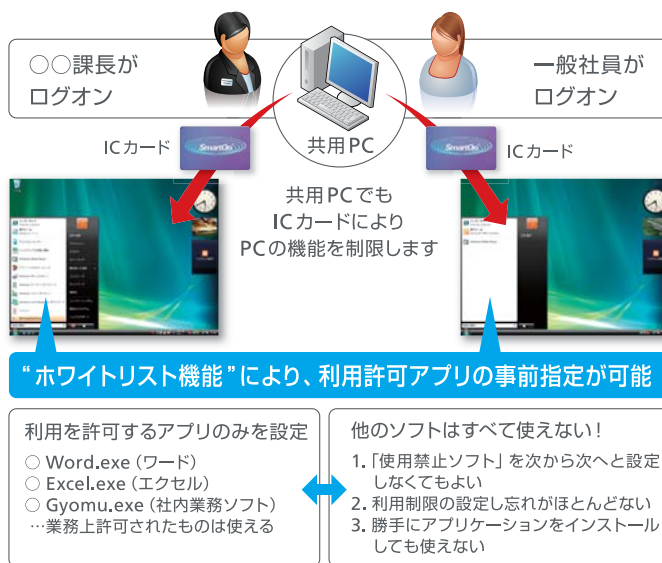 ○○課長が
ログオン
一般社員が
ログオン
ICカード
SmartOn
共用PC
SmartOn
ICカード
共用PCでも
ICカードにより
PCの機能を制限します
“ホワイトリスト機能”により、利用許可アプリの事前指定が可能
利用を許可するアプリのみを設定
○ Word.exe（ワード）
○ Excel.exe（エクセル）
○ Gyomu.exe（社内業務ソフト）
…業務上許可されたものは使える
他のソフトはすべて使えない！
1.「使用禁止ソフト」を次から次へと設定
しなくてもよい
2. 利用制限の設定し忘れがほとんどない
3. 勝手にアプリケーションをインストール
しても使えない